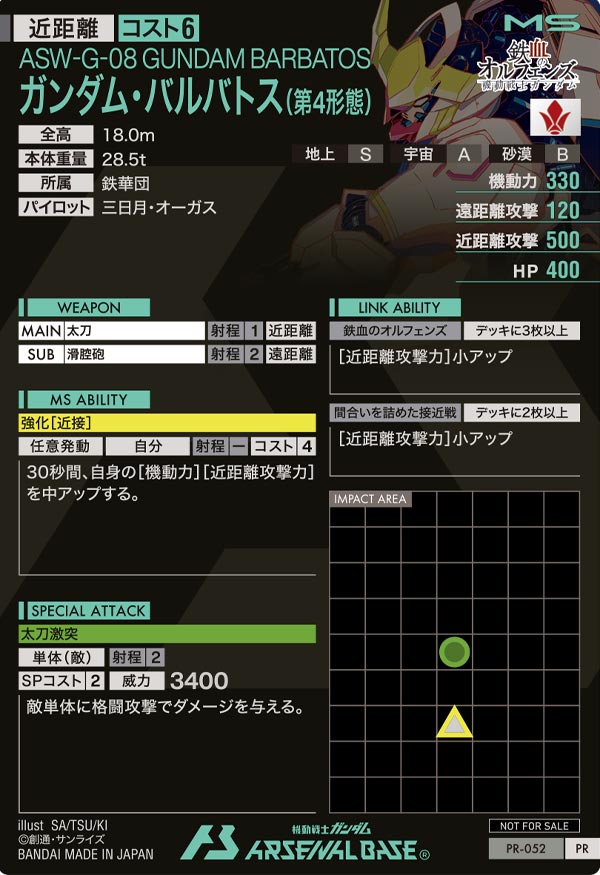 近距離 コスト6
MS
ASW-G-08 GUNDAM BARBATOS
ガンダム・バルバトス(第4形態)
鉄血の
オルフェンズ
機動戦士ガンダム
全高 18.0m
本体重量 28.5t
所属 鉄華団
パイロット 三日月・オーガス
地上 S 宇宙 A 砂漠 B
機動力 330
遠距離攻撃 120
近距離攻撃 500
HP 400
WEAPON
MAIN 太刀 射程 1 近距離
SUB 滑腔砲 射程 2 遠距離
MS ABILITY
強化[近接]
任意発動 自分 射程 ー コスト 4
30秒間、自身の[機動力][近距離攻撃力]
を中アップする。
SPECIAL ATTACK
太刀激突
単体(敵) 射程 2
SPコスト 2 威力 3400
敵単体に格闘攻撃でダメージを与える。
LINK ABILITY
鉄血のオルフェンズ デッキに3枚以上
[近距離攻撃力]小アップ
間合いを詰めた接近戦 デッキに2枚以上
[近距離攻撃力]小アップ
IMPACT AREA
illust SA/TSU/KI
©創通・サンライズ
BANDAI MADE IN JAPAN
機動戦士ガンダム
ARSENAL BASE®
NOT FOR SALE
PR-052 PR